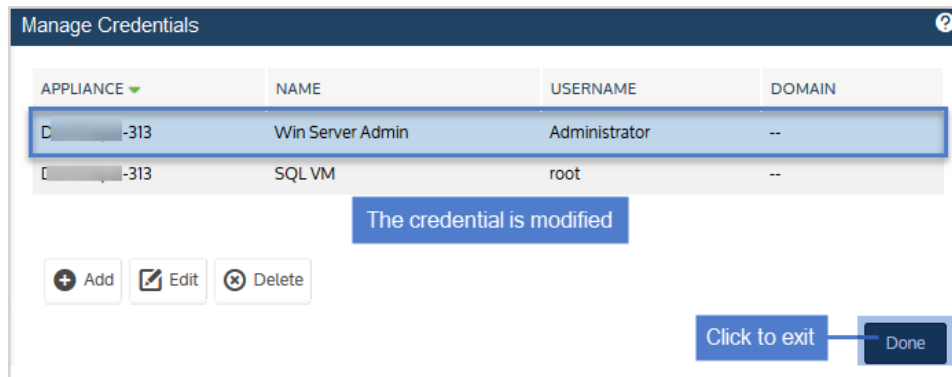 Manage Credentials ?
APPLIANCE NAME USERNAME DOMAIN
D -313 Win Server Admin Administrator --
-313 SQL VM root --
The credential is modified
Add Edit Delete
Click to exit Done